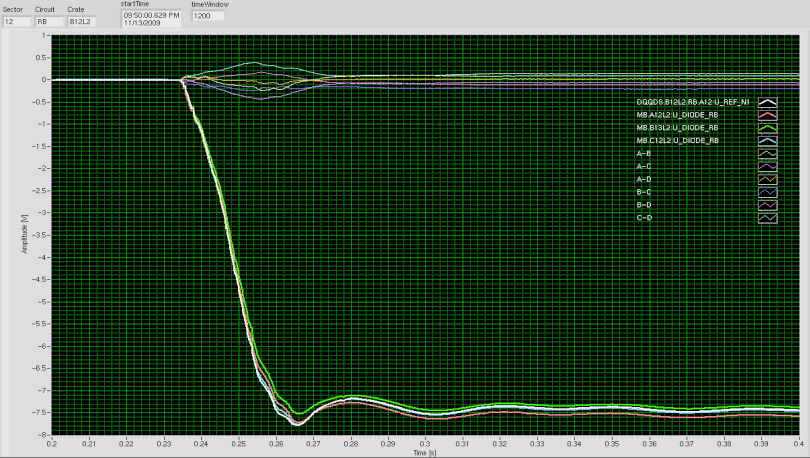 Sector
12
Circuit
RB
Crate
B12L2
startTime
09:50:00.629 PM
11/13/2009
timeWindow
1200
1
0.5
0
-0.5
-1
-1.5
-2
-2.5
-3
-3.5
-4
-4.5
-5
-5.5
-6
-6.5
-7
-7.5
-8
Amplitude [V]
DQQDS.B12L2.RB.A12:U_REF_N1
MB.A12L2:U_DIODE_RB
MB.B13L2:U_DIODE_RB
MB.C12L2:U_DIODE_RB
A-B
A-C
A-D
B-C
B-D
C-D
0.2 0.21 0.22 0.23 0.24 0.25 0.26 0.27 0.28 0.29 0.3 0.31 0.32 0.33 0.34 0.35 0.36 0.37 0.38 0.39 0.4
Time [s]